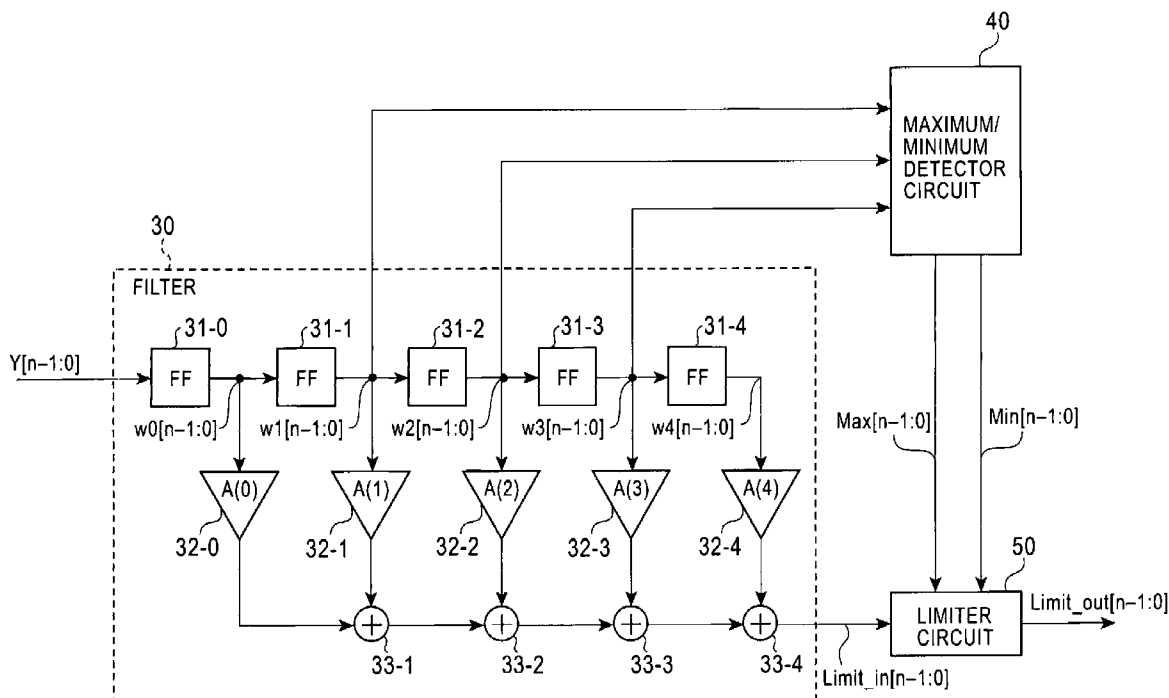 40
MAXIMUM/
MINIMUM
DETECTOR
CIRCUIT
30
FILTER
31-0
31-1
31-2
31-3
31-4
Y[n–1:0]
FF
FF
FF
FF
FF
w0[n–1:0]
w1[n–1:0]
w2[n–1:0]
w3[n–1:0]
w4[n–1:0]
Max[n–1:0]
Min[n–1:0]
A(0)
A(1)
A(2)
A(3)
A(4)
32-0
32-1
32-2
32-3
32-4
50
LIMITER
CIRCUIT
Limit_out[n–1:0]
+
+
+
+
33-1
33-2
33-3
33-4
Limit_in[n–1:0]